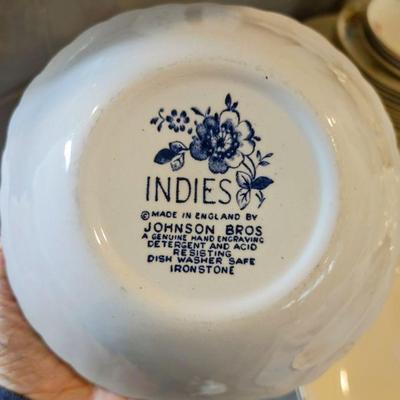 INDIES
© MADE IN ENGLAND BY
JOHNSON BROS
A GENUINE HAND ENGRAVING
DETERGENT AND ACID
RESISTING
DISH WASHER SAFE
IRONSTONE